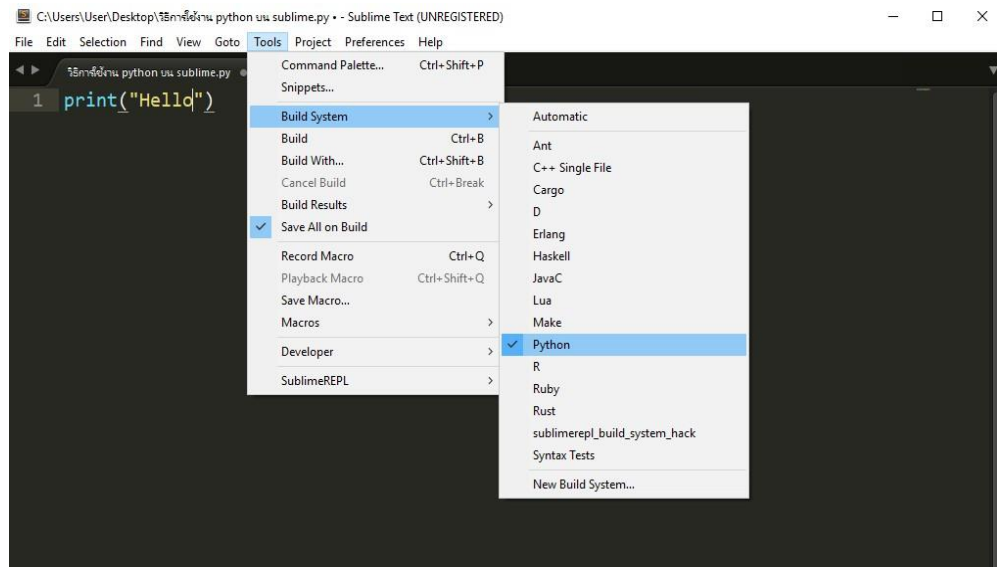 C:\Users\User\Desktop\วิธีการใช้งาน python บน sublime.py • - Sublime Text (UNREGISTERED)
File Edit Selection Find View Goto Tools Project Preferences Help
วิธีการใช้งาน python บน sublime.py
1 print("Hello")
Command Palette... Ctrl+Shift+P
Snippets...
Build System
Build Ctrl+B
Build With... Ctrl+Shift+B
Cancel Build Ctrl+Break
Build Results
Save All on Build
Record Macro Ctrl+Q
Playback Macro Ctrl+Shift+Q
Save Macro...
Macros
Developer
SublimeREPL
Automatic
Ant
C++ Single File
Cargo
D
Erlang
Haskell
JavaC
Lua
Make
Python
R
Ruby
Rust
sublimerepl_build_system_hack
Syntax Tests
New Build System...